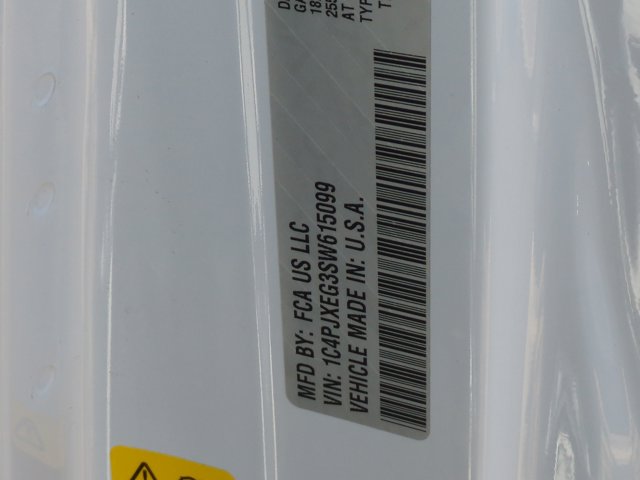 MFD BY: FCA US LLC
VIN: 1C4PJXEG3SW615099
VEHICLE MADE IN: U.S.A.